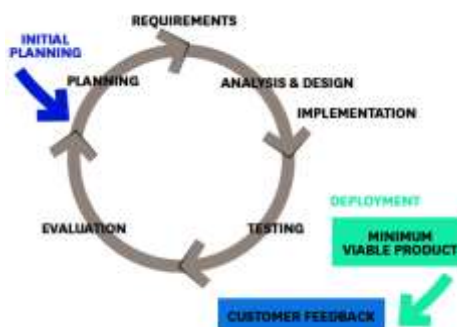 REQUIREMENTS
INITIAL
PLANNING
PLANNING
ANALYSIS & DESIGN
IMPLEMENTATION
DEPLOYMENT
EVALUATION
TESTING
MINIMUM
VIABLE PRODUCT
CUSTOMER FEEDBACK